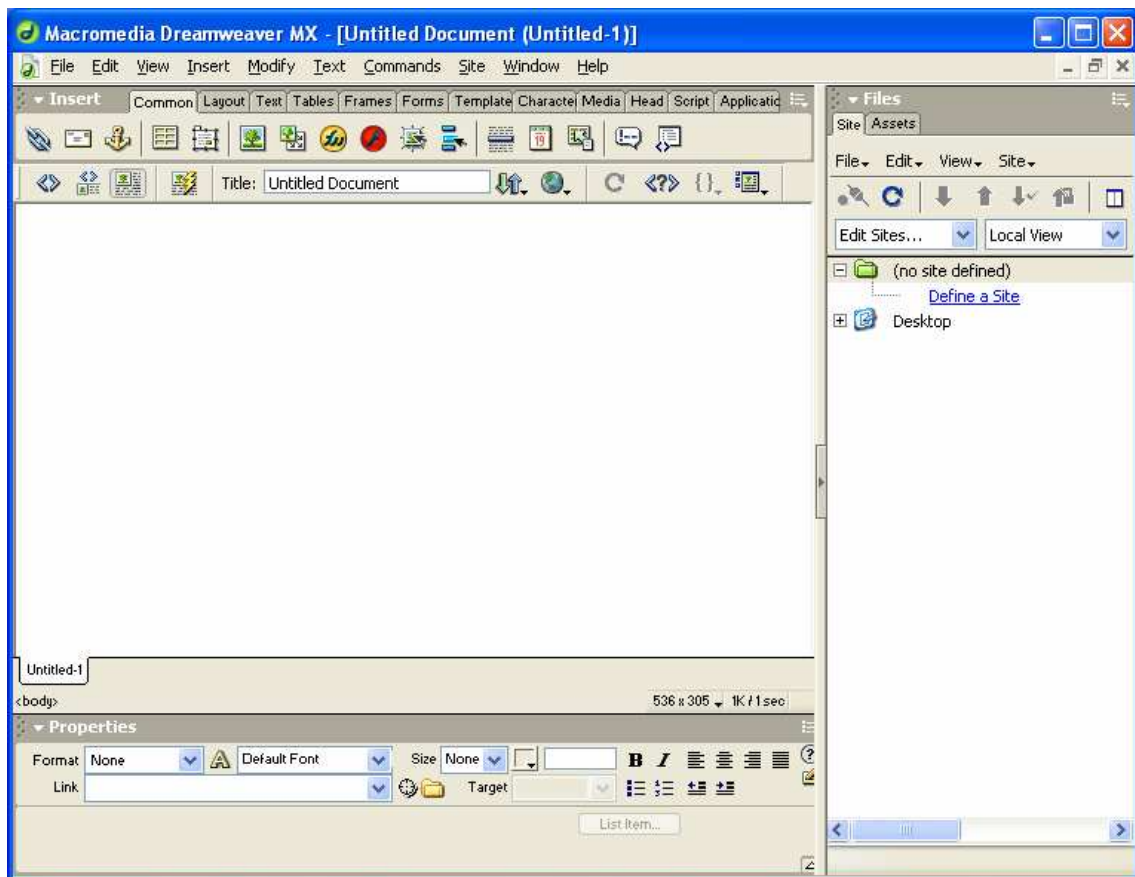 Macromedia Dreamweaver MX - [Untitled Document (Untitled-1)]
File Edit View Insert Modify Text Commands Site Window Help
Insert Common Layout Text Tables Frames Forms Template Characte Media Head Script Applicatic
Title: Untitled Document
Files
Site Assets
File Edit View Site
Edit Sites... Local View
(no site defined)
Define a Site
Desktop
Untitled-1
<body> 536 x 305 1K / 1 sec
Properties
Format None Default Font Size None B I
Link Target
List Item...